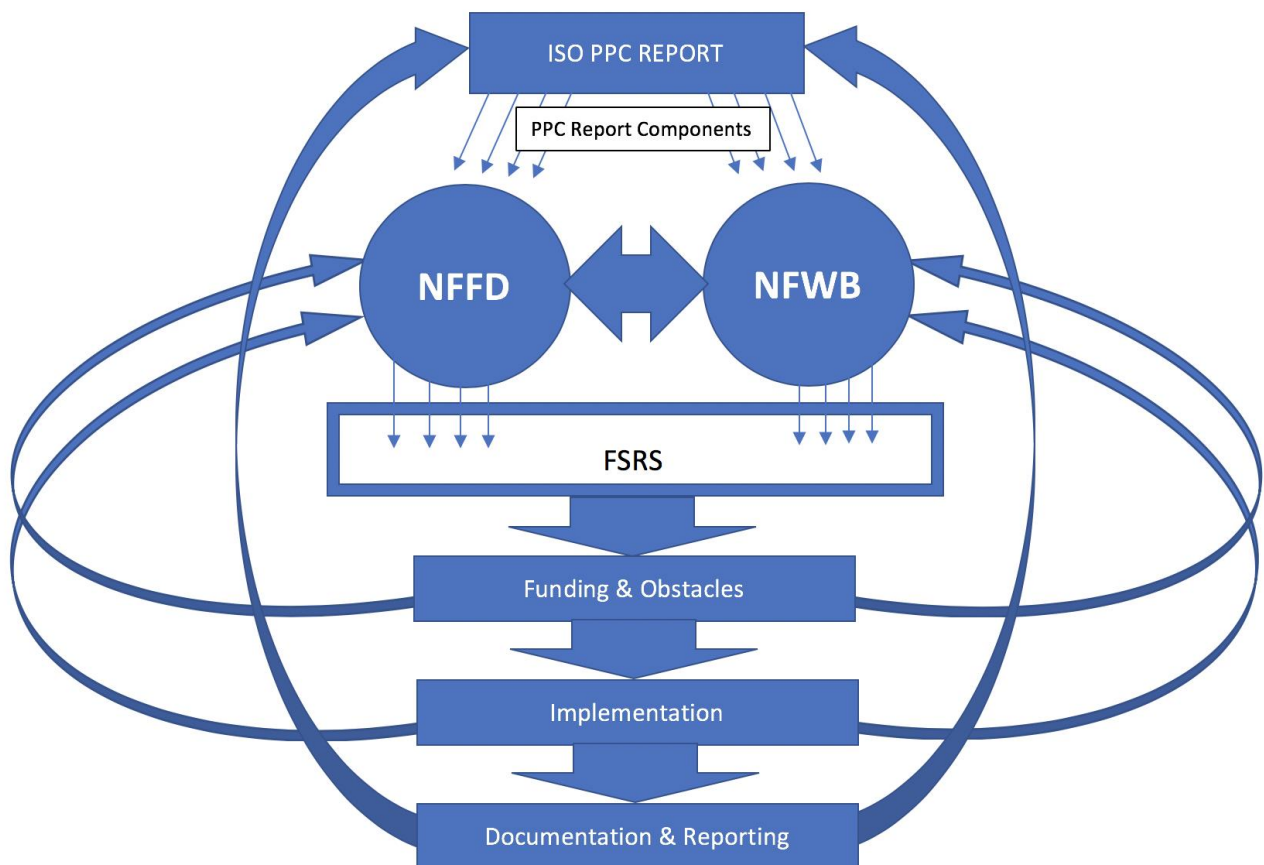 ISO PPC REPORT
PPC Report Components
NFFD
NFWB
FSRS
Funding & Obstacles
Implementation
Documentation & Reporting